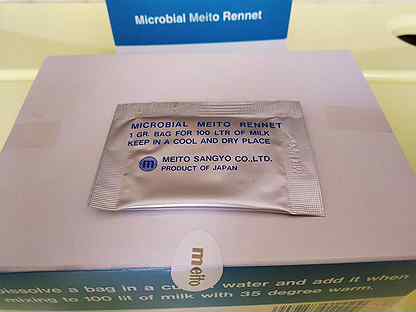 Microbial Meito Rennet
MICROBIAL MEITO RENNET
1 GR. BAG FOR 100 LTR OF MILK
KEEP IN A COOL AND DRY PLACE
m MEITO SANGYO CO.,LTD.
PRODUCT OF JAPAN
meito
dissolve a bag in a water and add it when
mixing to 100 lit of milk with 35 degree warm.